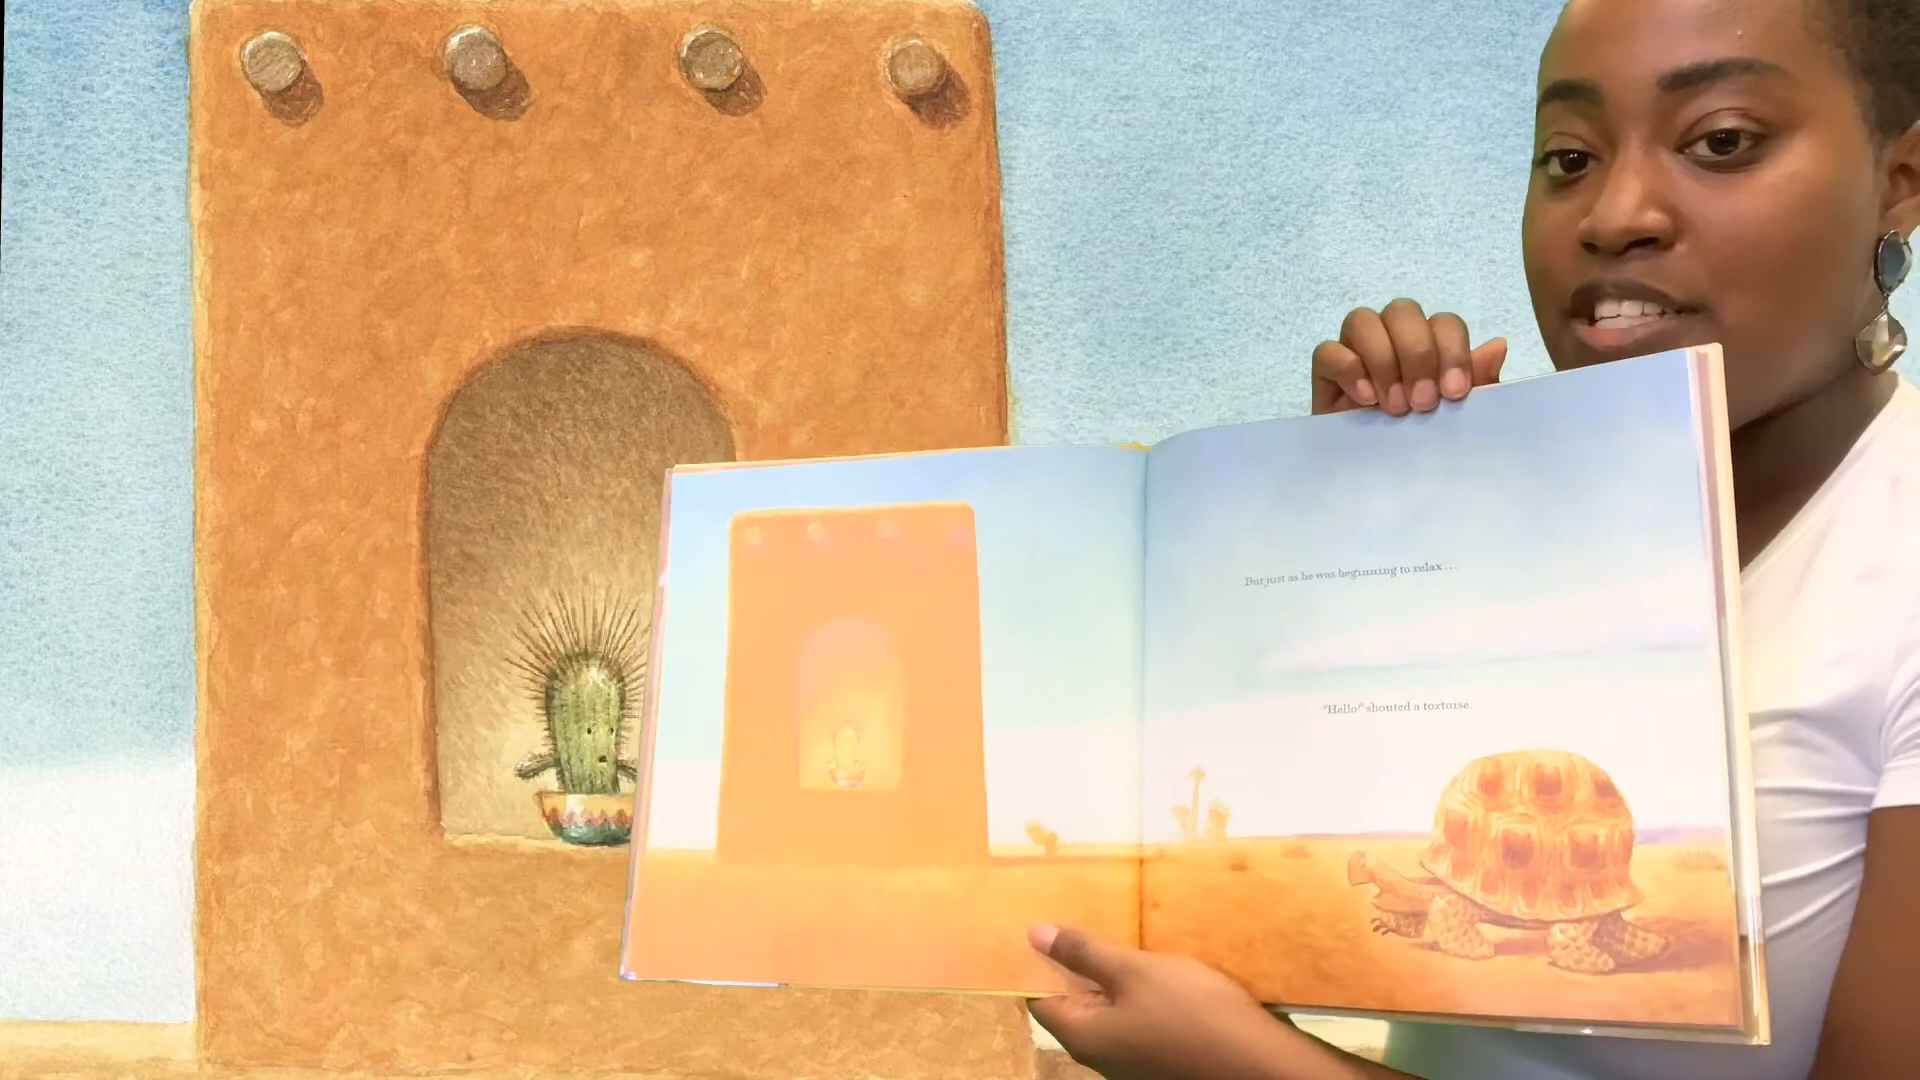 But just as he was beginning to relax . . .
"Hello!" shouted a tortoise.